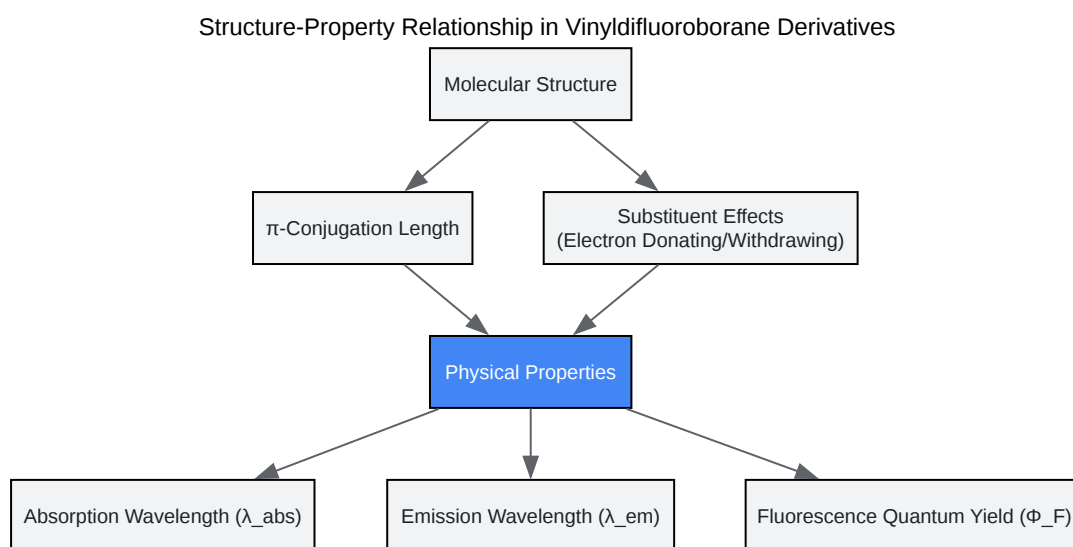 Structure-Property Relationship in Vinyldifluoroborane Derivatives
Molecular Structure
π-Conjugation Length
Substituent Effects
(Electron Donating/Withdrawing)
Physical Properties
Absorption Wavelength (λ_abs)
Emission Wavelength (λ_em)
Fluorescence Quantum Yield (Φ_F)